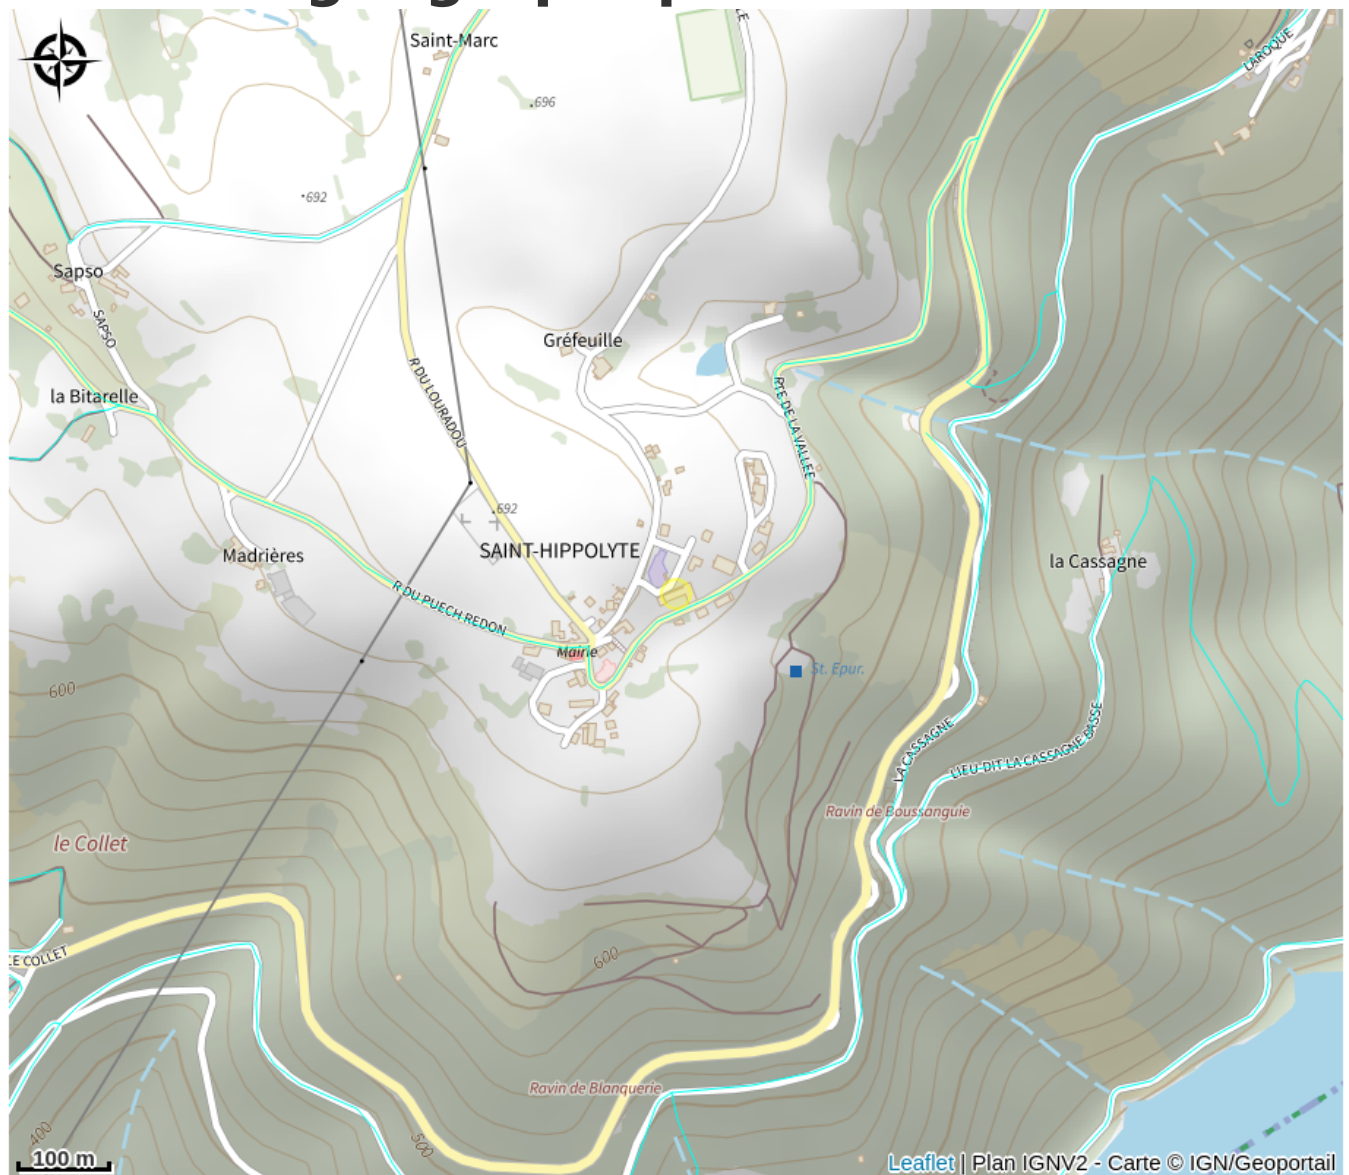 Saint-Marc
LAROQUE
.696
.692
Sapso
SAPSO
Gréfeuille
la Bitarelle
R DU LOURADOU
RTE DE LA VALLEE
.692
SAINT-HIPPOLYTE
Madrières
la Cassagne
R DU PUECH REDON
Mairie
St. Epur.
600
LA CASSAGNE
LIEU-DIT LA CASSAGNE BASSE
Ravin de Boussanguie
le Collet
LE COLLET
600
Ravin de Blanquerie
400
500
100 m
Leaflet | Plan IGNV2 - Carte © IGN/Geoportail